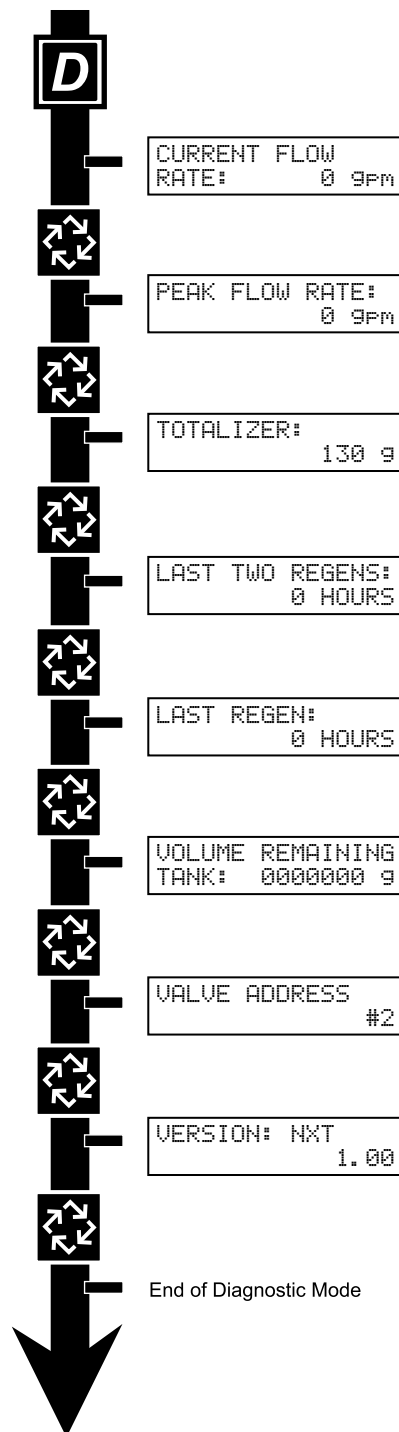 D
CURRENT FLOW
RATE: 0 gpm
PEAK FLOW RATE:
0 gpm
TOTALIZER:
130 g
LAST TWO REGENS:
0 HOURS
LAST REGEN:
0 HOURS
VOLUME REMAINING
TANK: 0000000 g
VALVE ADDRESS
#2
VERSION: NXT
1.00
End of Diagnostic Mode